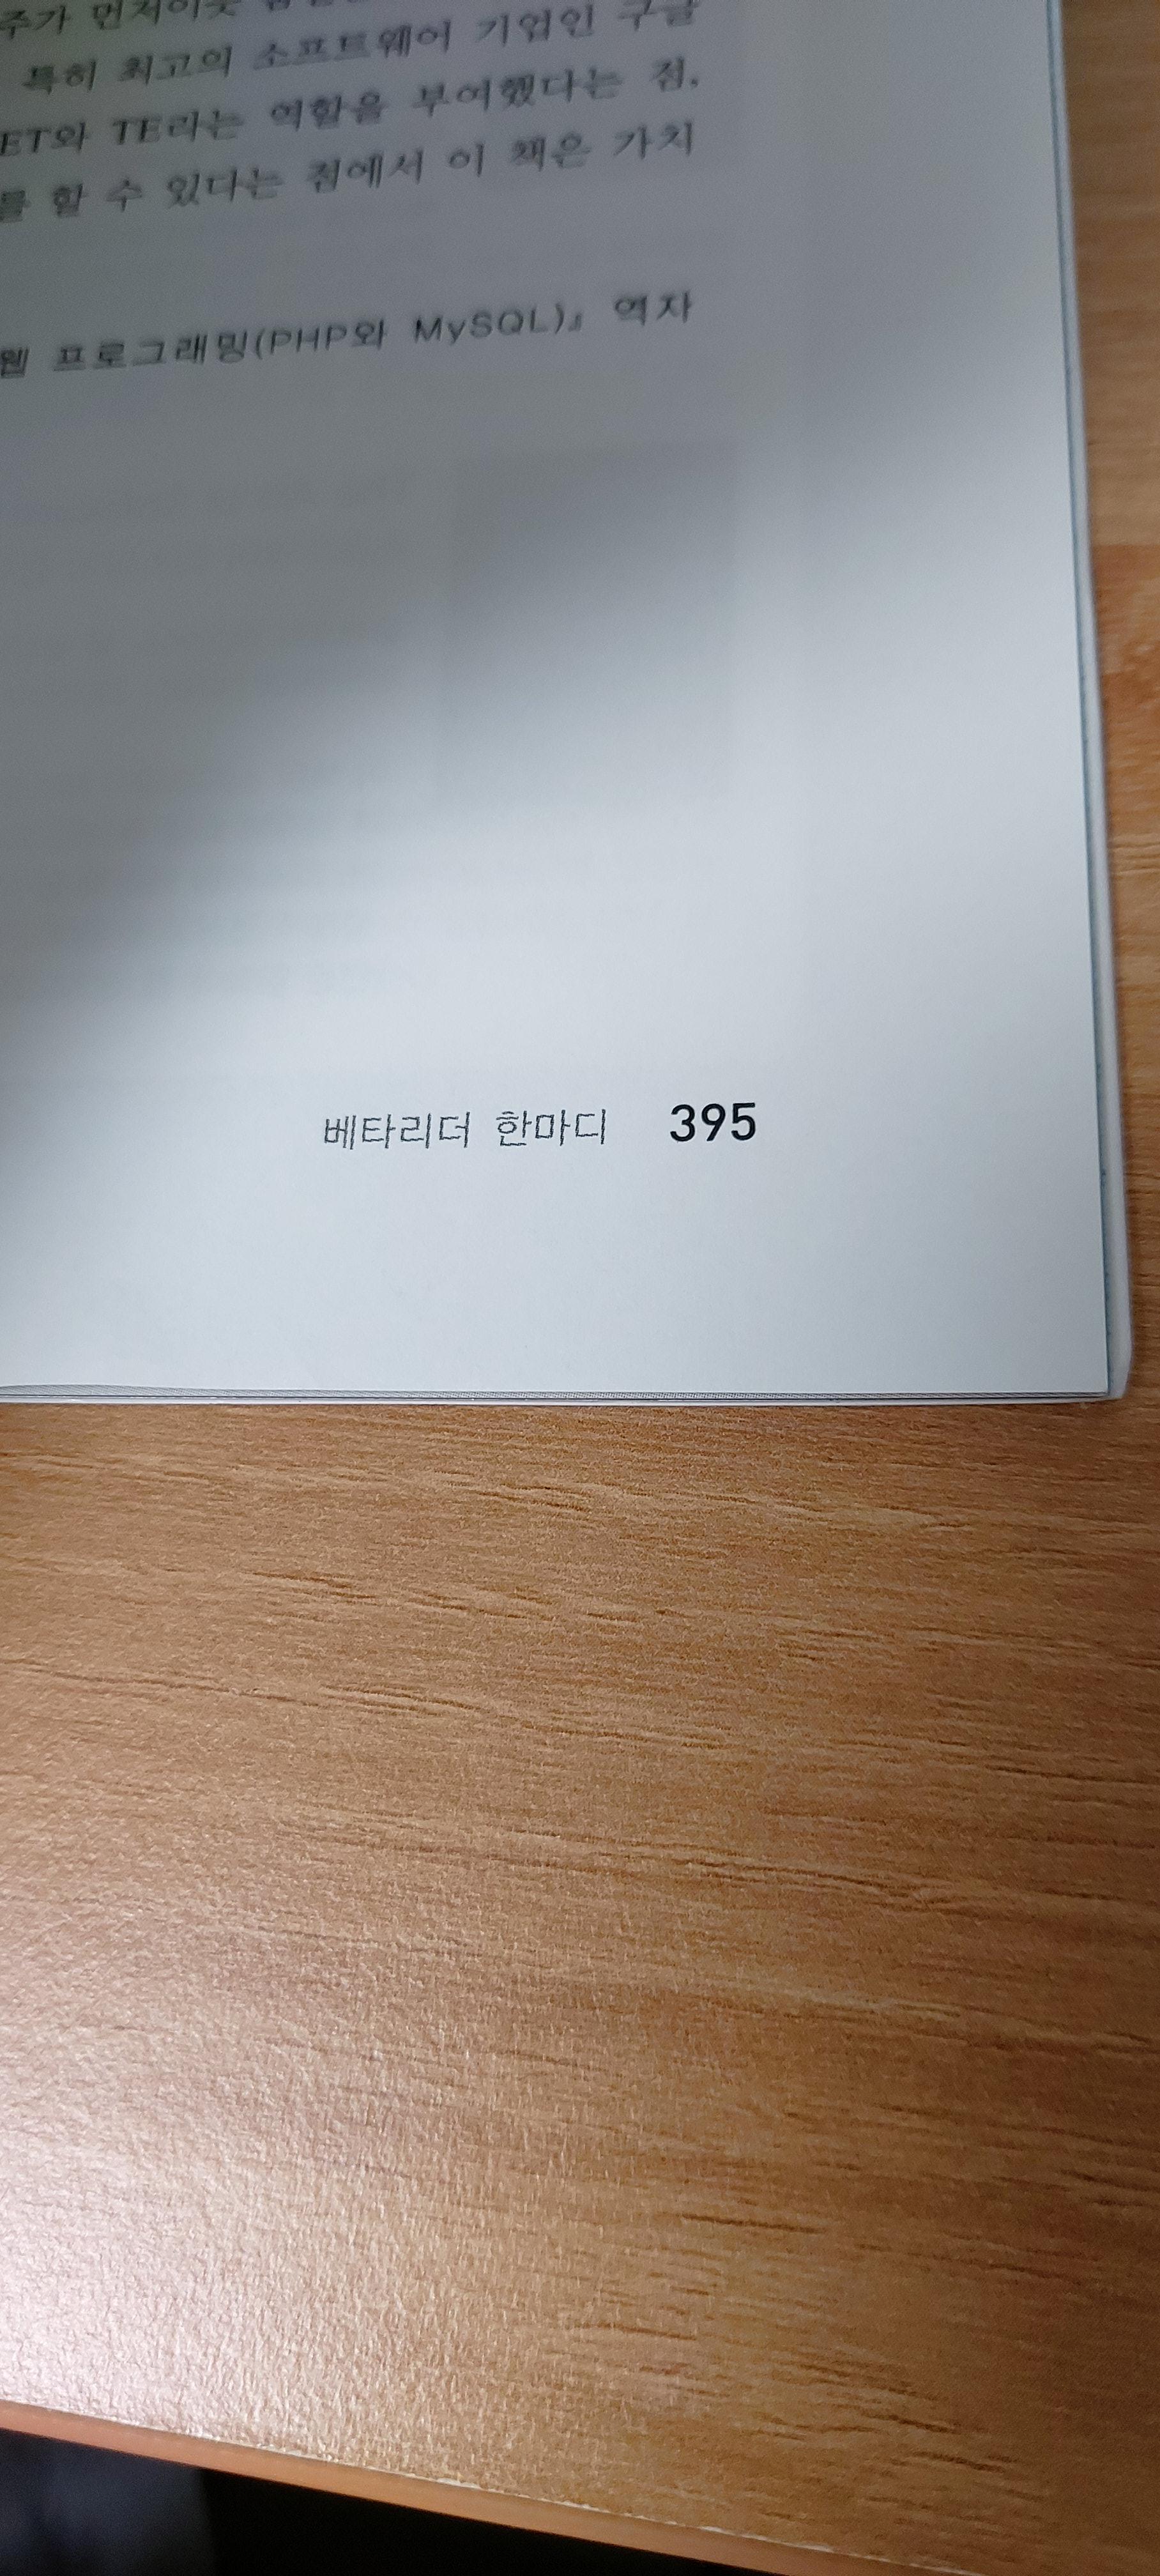 주가 먼저이듯
특히 최고의 소프트웨어 기업인 구글
ET와 TE라는 역할을 부여했다는 점,
를 할 수 있다는 점에서 이 책은 가치
웹 프로그래밍(PHP와 MySQL)』 역자
베타리더 한마디 395